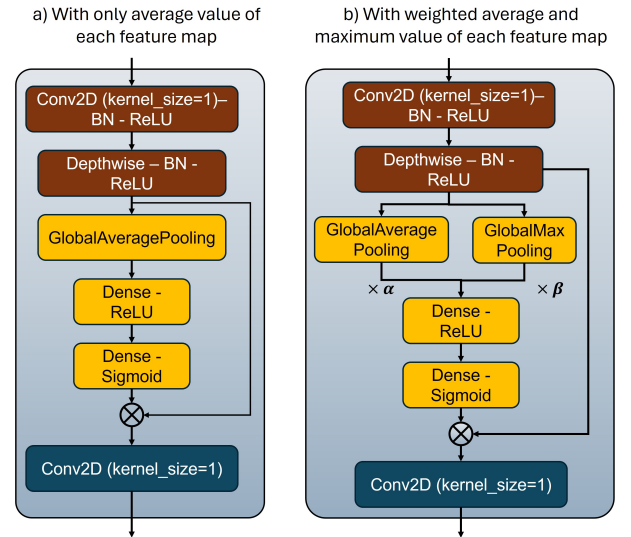 a) With only average value of
each feature map
Conv2D (kernel_size=1)–
BN - ReLU
Depthwise – BN -
ReLU
GlobalAveragePooling
Dense -
ReLU
Dense -
Sigmoid
Conv2D (kernel_size=1)
b) With weighted average and
maximum value of each feature map
Conv2D (kernel_size=1)–
BN - ReLU
Depthwise – BN -
ReLU
GlobalAverage
Pooling
GlobalMax
Pooling
× α
× β
Dense -
ReLU
Dense -
Sigmoid
Conv2D (kernel_size=1)